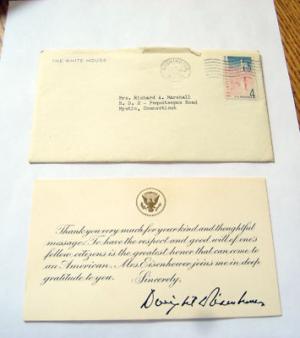 THE WHITE HOUSE
Mrs. Richard A. Marshall
R. D. 2 - Pequotsepos Road
Mystic, Connecticut
4
Thank you very much for your kind and thoughtful
message. To have the respect and good will of one's
fellow citizens is the greatest honor that can come to
an American. Mrs. Eisenhower joins me in deep
gratitude to you.
Sincerely,
Dwight D Eisenhower